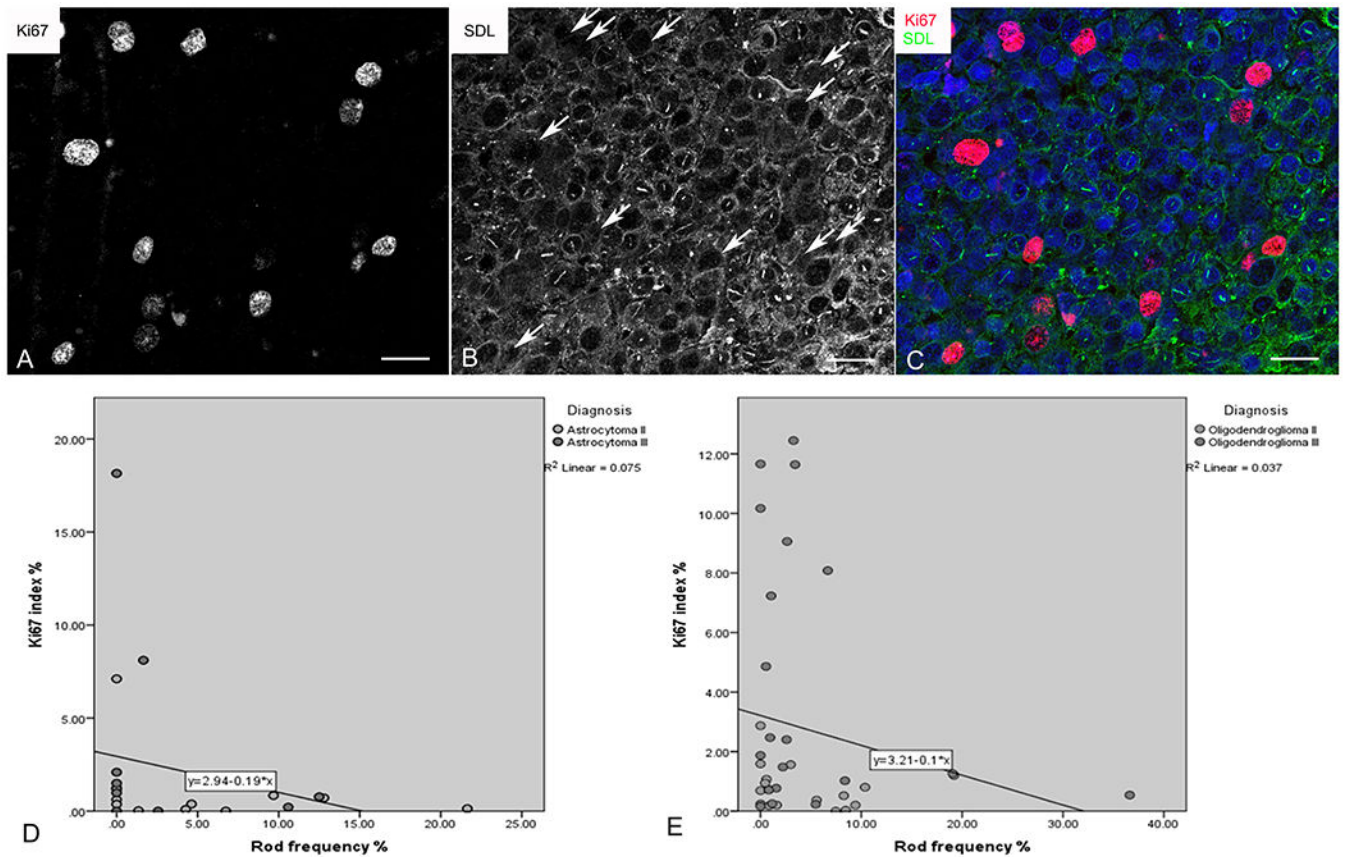 Ki67
SDL
Ki67
SDL
A
B
C
Diagnosis
Astrocytoma II
Astrocytoma III
R² Linear = 0.075
20.00
15.00
10.00
5.00
.00
Ki67 index %
y=2.94-0.19*x
.00 5.00 10.00 15.00 20.00 25.00
Rod frequency %
D
Diagnosis
Oligodendroglioma II
Oligodendroglioma III
R² Linear = 0.037
12.00
10.00
8.00
6.00
4.00
2.00
.00
Ki67 index %
y=3.21-0.1*x
.00 10.00 20.00 30.00 40.00
Rod frequency %
E